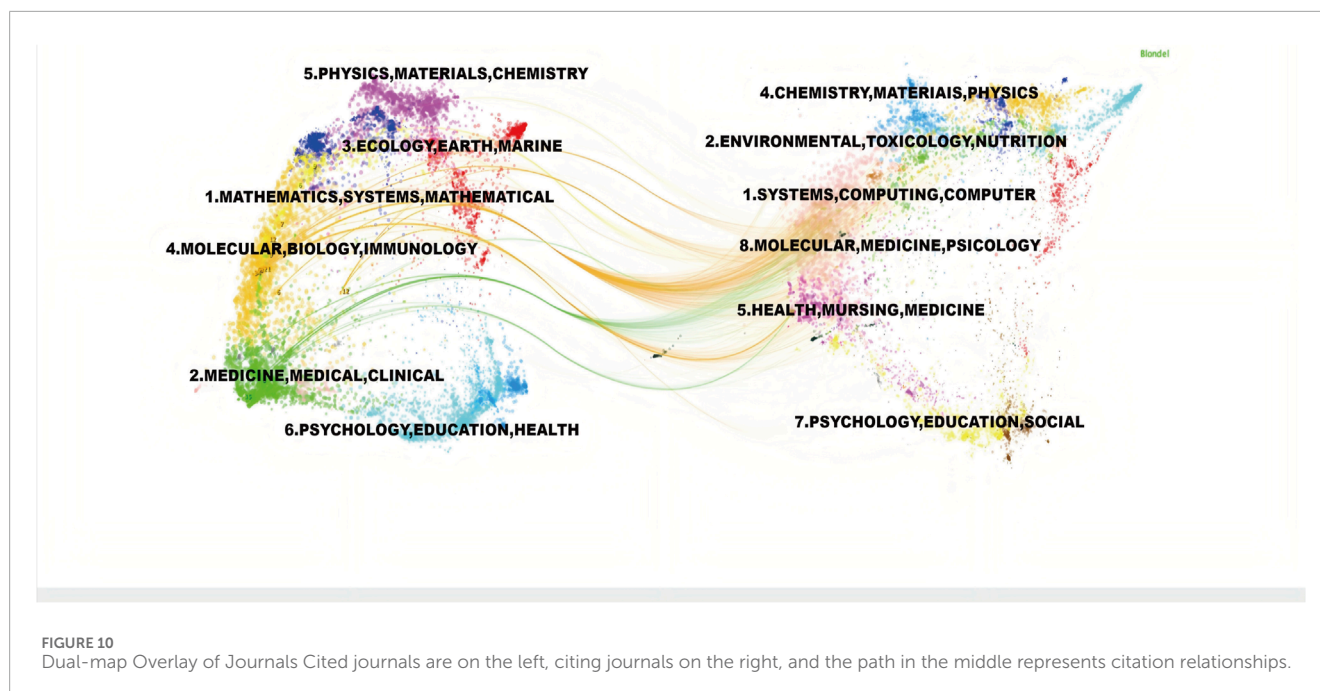 Blondel
5.PHYSICS,MATERIALS,CHEMISTRY
4.CHEMISTRY,MATERIAIS,PHYSICS
3.ECOLOGY,EARTH,MARINE
2.ENVIRONMENTAL,TOXICOLOGY,NUTRITION
1.MATHEMATICS,SYSTEMS,MATHEMATICAL
1.SYSTEMS,COMPUTING,COMPUTER
4.MOLECULAR,BIOLOGY,IMMUNOLOGY
8.MOLECULAR,MEDICINE,PSICOLOGY
5.HEALTH,MURSING,MEDICINE
2.MEDICINE,MEDICAL,CLINICAL
6.PSYCHOLOGY,EDUCATION,HEALTH
7.PSYCHOLOGY,EDUCATION,SOCIAL
FIGURE 10
Dual-map Overlay of Journals Cited journals are on the left, citing journals on the right, and the path in the middle represents citation relationships.